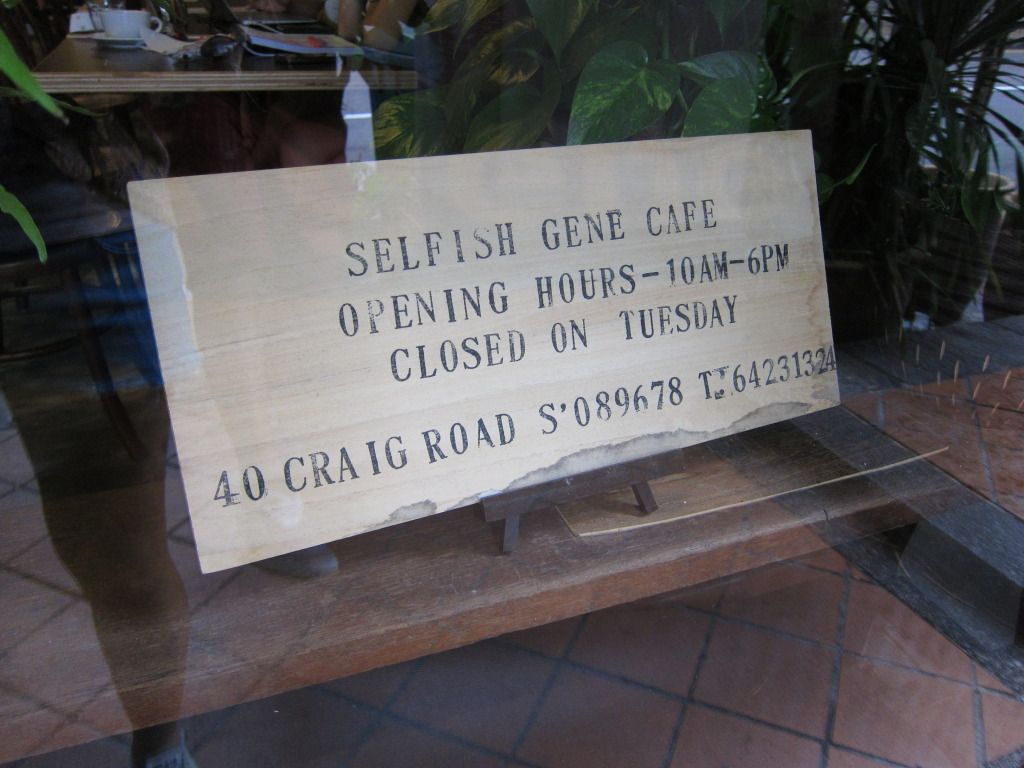 SELFISH GENE CAFE
OPENING HOURS-10AM-6PM
CLOSED ON TUESDAY
40 CRAIG ROAD S'089678 T:64231324